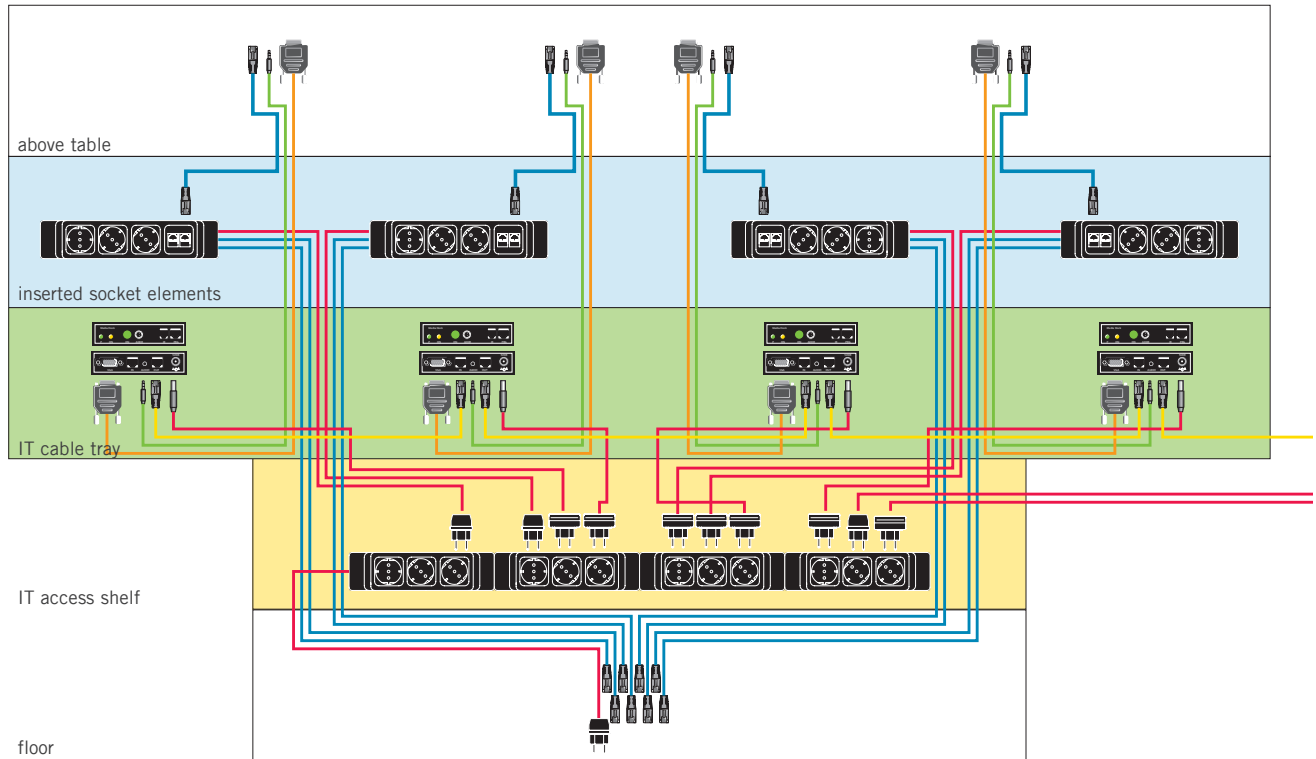 above table
inserted socket elements
IT cable tray
IT access shelf
floor